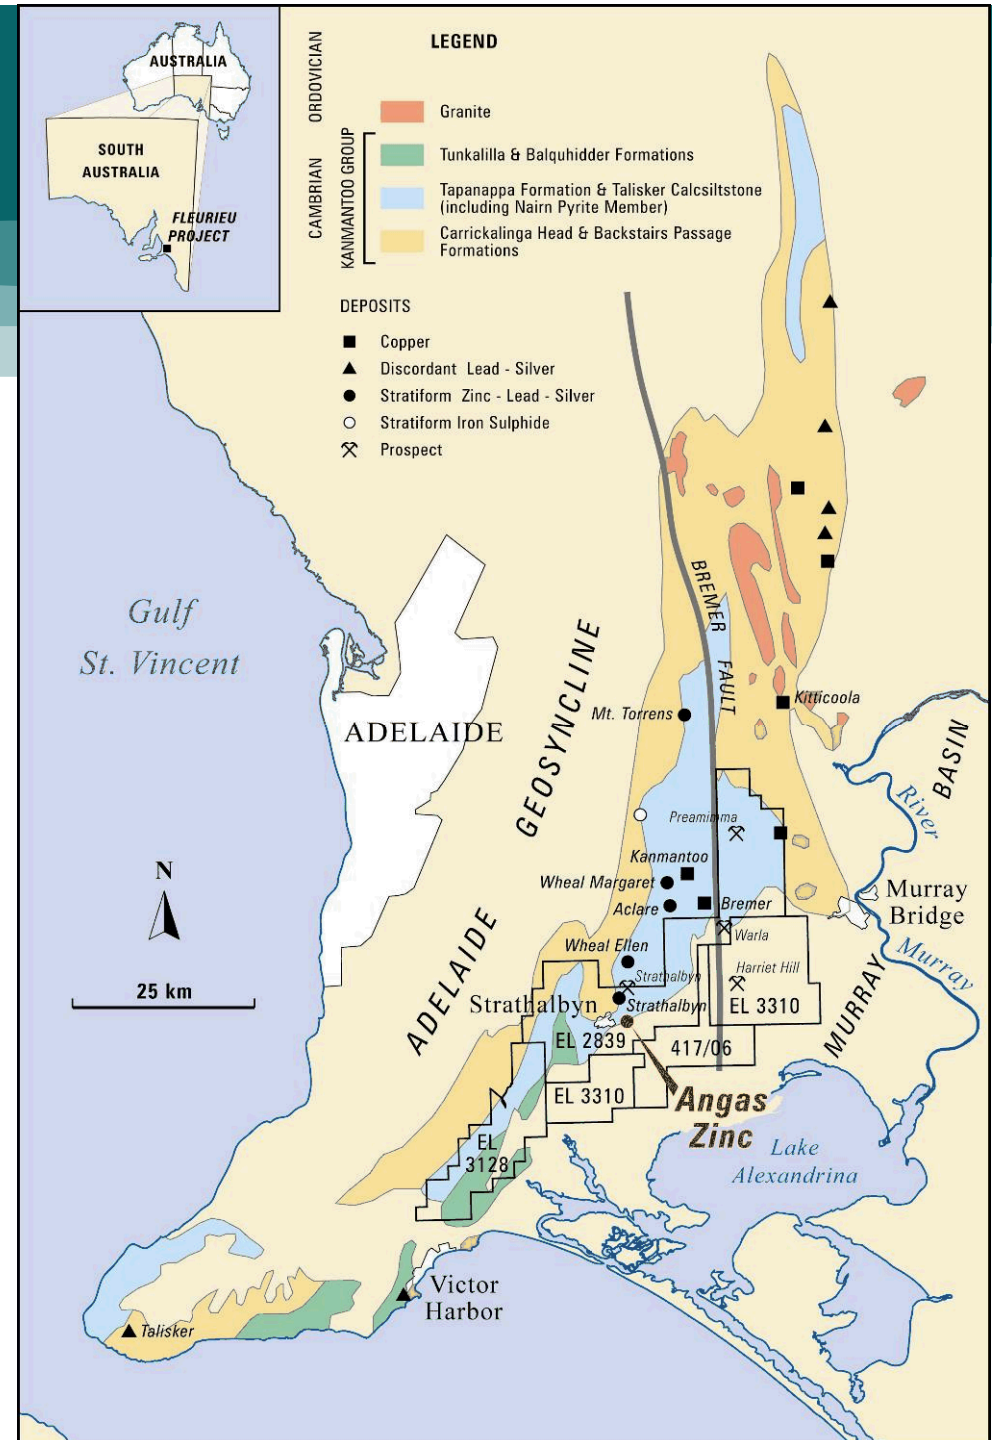 AUSTRALIA
SOUTH
AUSTRALIA
FLEURIEU
PROJECT
LEGEND
ORDOVICIAN
CAMBRIAN
KANMANTOO GROUP
Granite
Tunkalilla & Balquhidder Formations
Tapanappa Formation & Talisker Calcsiltstone
(including Nairn Pyrite Member)
Carrickalinga Head & Backstairs Passage
Formations
DEPOSITS
Copper
Discordant Lead - Silver
Stratiform Zinc - Lead - Silver
Stratiform Iron Sulphide
Prospect
Gulf
St. Vincent
ADELAIDE
ADELAIDE GEOSYNCLINE
BREMER FAULT
Mt. Torrens
Kitticoola
MURRAY BASIN
River
Murray
Preamimma
Kanmantoo
Wheal Margaret
Aclare
Bremer
Murray
Bridge
Warla
Wheal Ellen
Strathalbyn
Harriet Hill
Strathalbyn
Strathalbyn
EL 3310
EL 2839
417/06
EL 3310
Angas
Zinc
EL
3128
Lake
Alexandrina
N
25 km
Victor
Harbor
Talisker